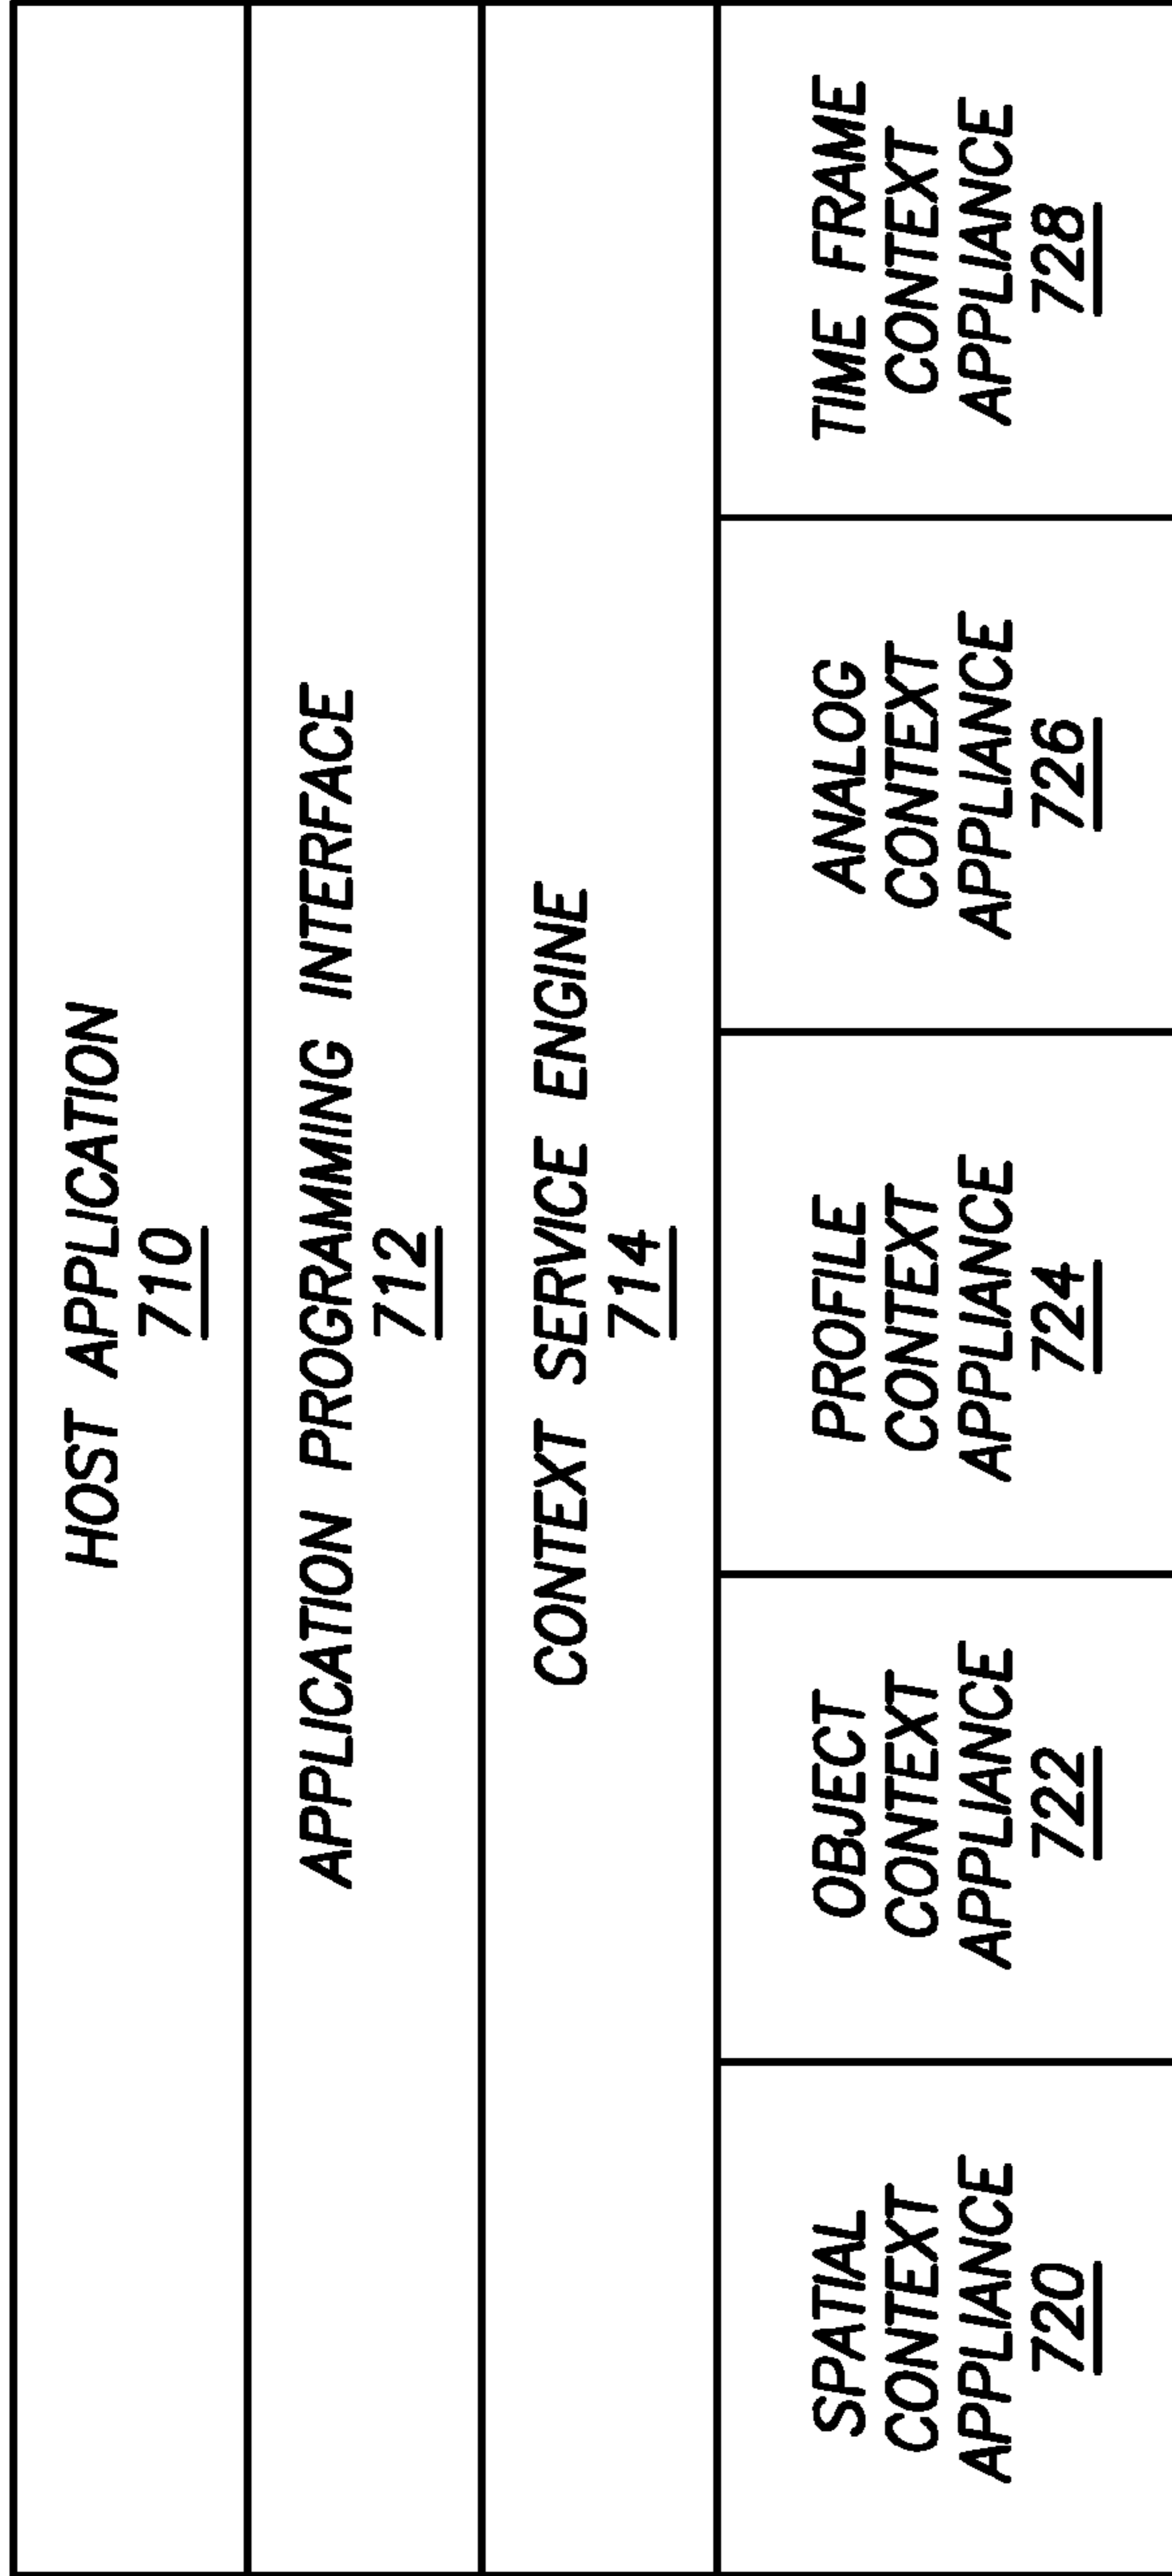 HOST APPLICATION
710
APPLICATION PROGRAMMING INTERFACE
712
CONTEXT SERVICE ENGINE
714
SPATIAL
CONTEXT
APPLIANCE
720
OBJECT
CONTEXT
APPLIANCE
722
PROFILE
CONTEXT
APPLIANCE
724
ANALOG
CONTEXT
APPLIANCE
726
TIME FRAME
CONTEXT
APPLIANCE
728